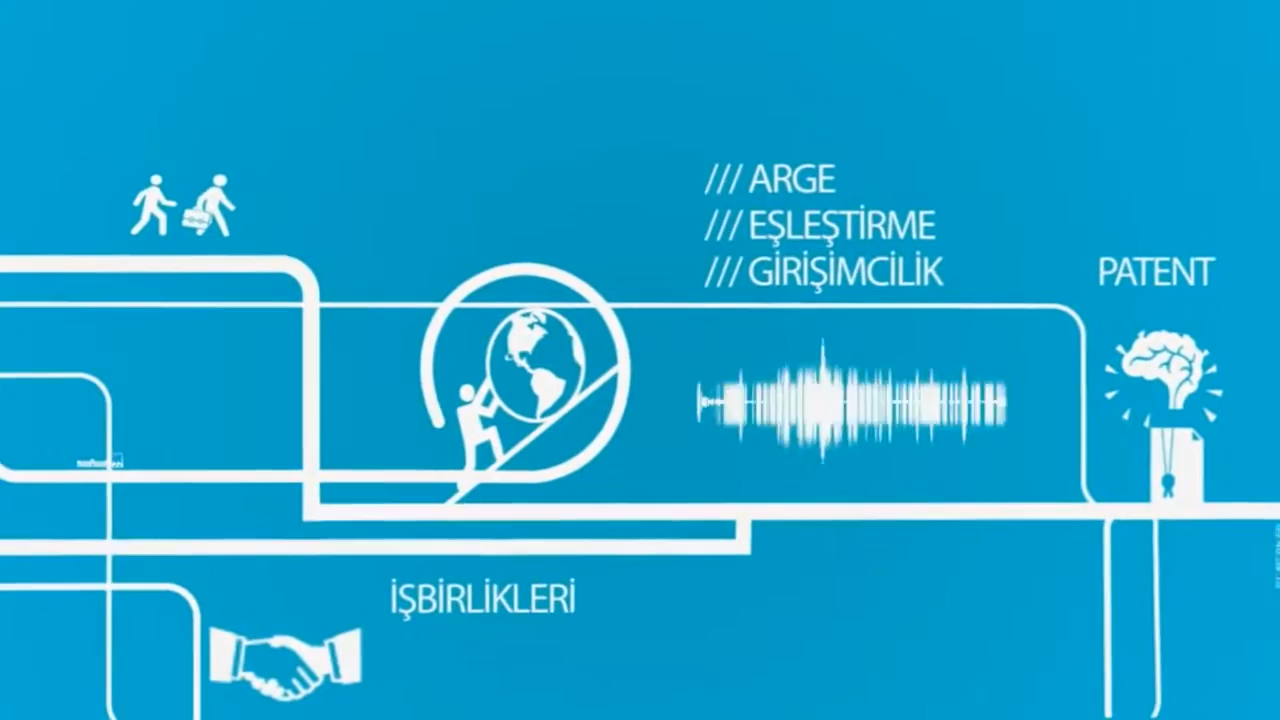 /// ARGE
/// EŞLEŞTİRME
/// GİRİŞİMCİLİK
PATENT
İŞBİRLİKLERİ